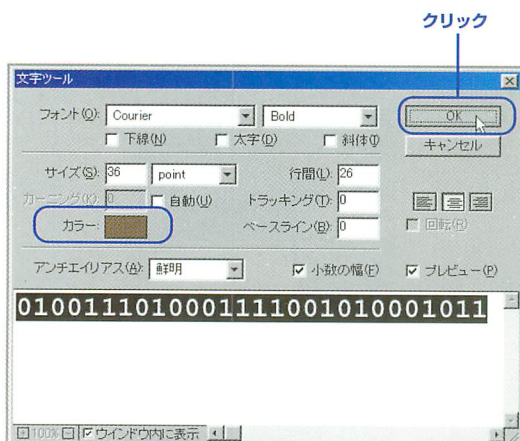 クリック
文字ツール
フォント(O): Courier Bold OK
下線(N) 太字(D) 斜体(I) キャンセル
サイズ(S): 36 point 行間(L): 26
カーニング(K): 0 自動(U) トラッキング(T): 0
カラー: ベースライン(B): 0 回転(R)
アンチエイリアス(A): 鮮明 小数の幅(F) プレビュー(P)
0100111010001111001010001011
100% ウインドウ内に表示